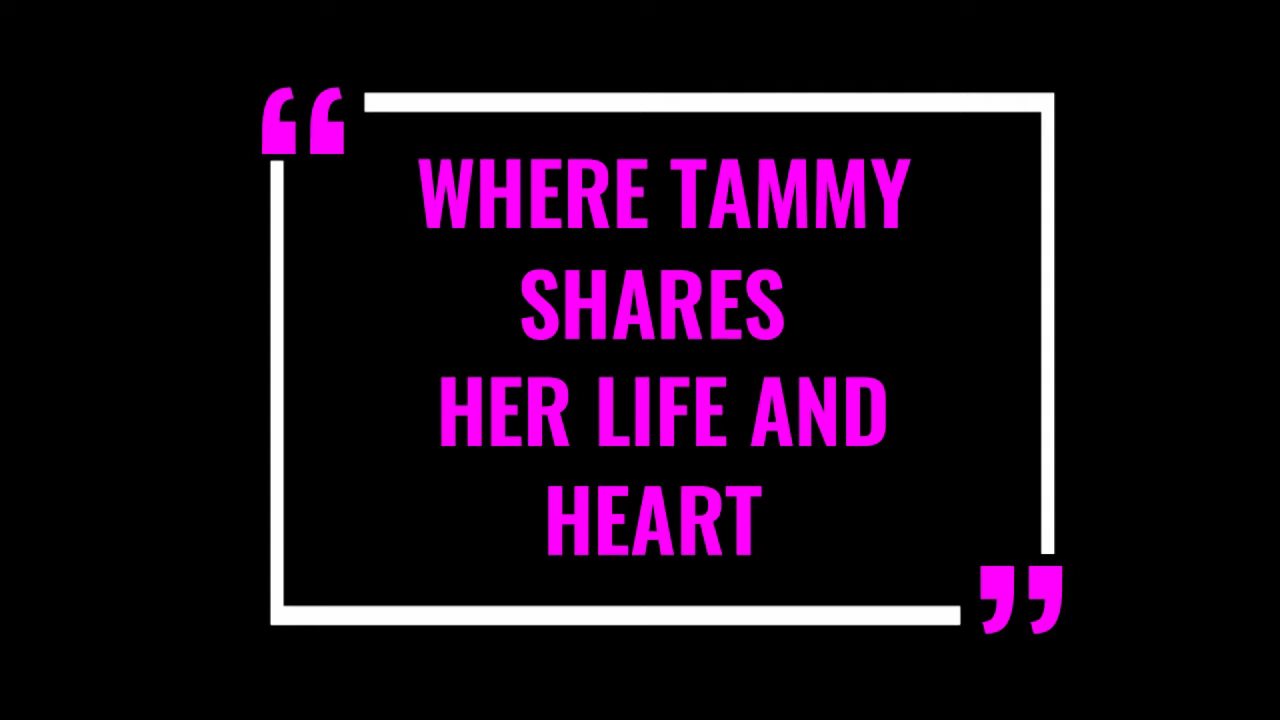 “
WHERE TAMMY
SHARES
HER LIFE AND
HEART
”